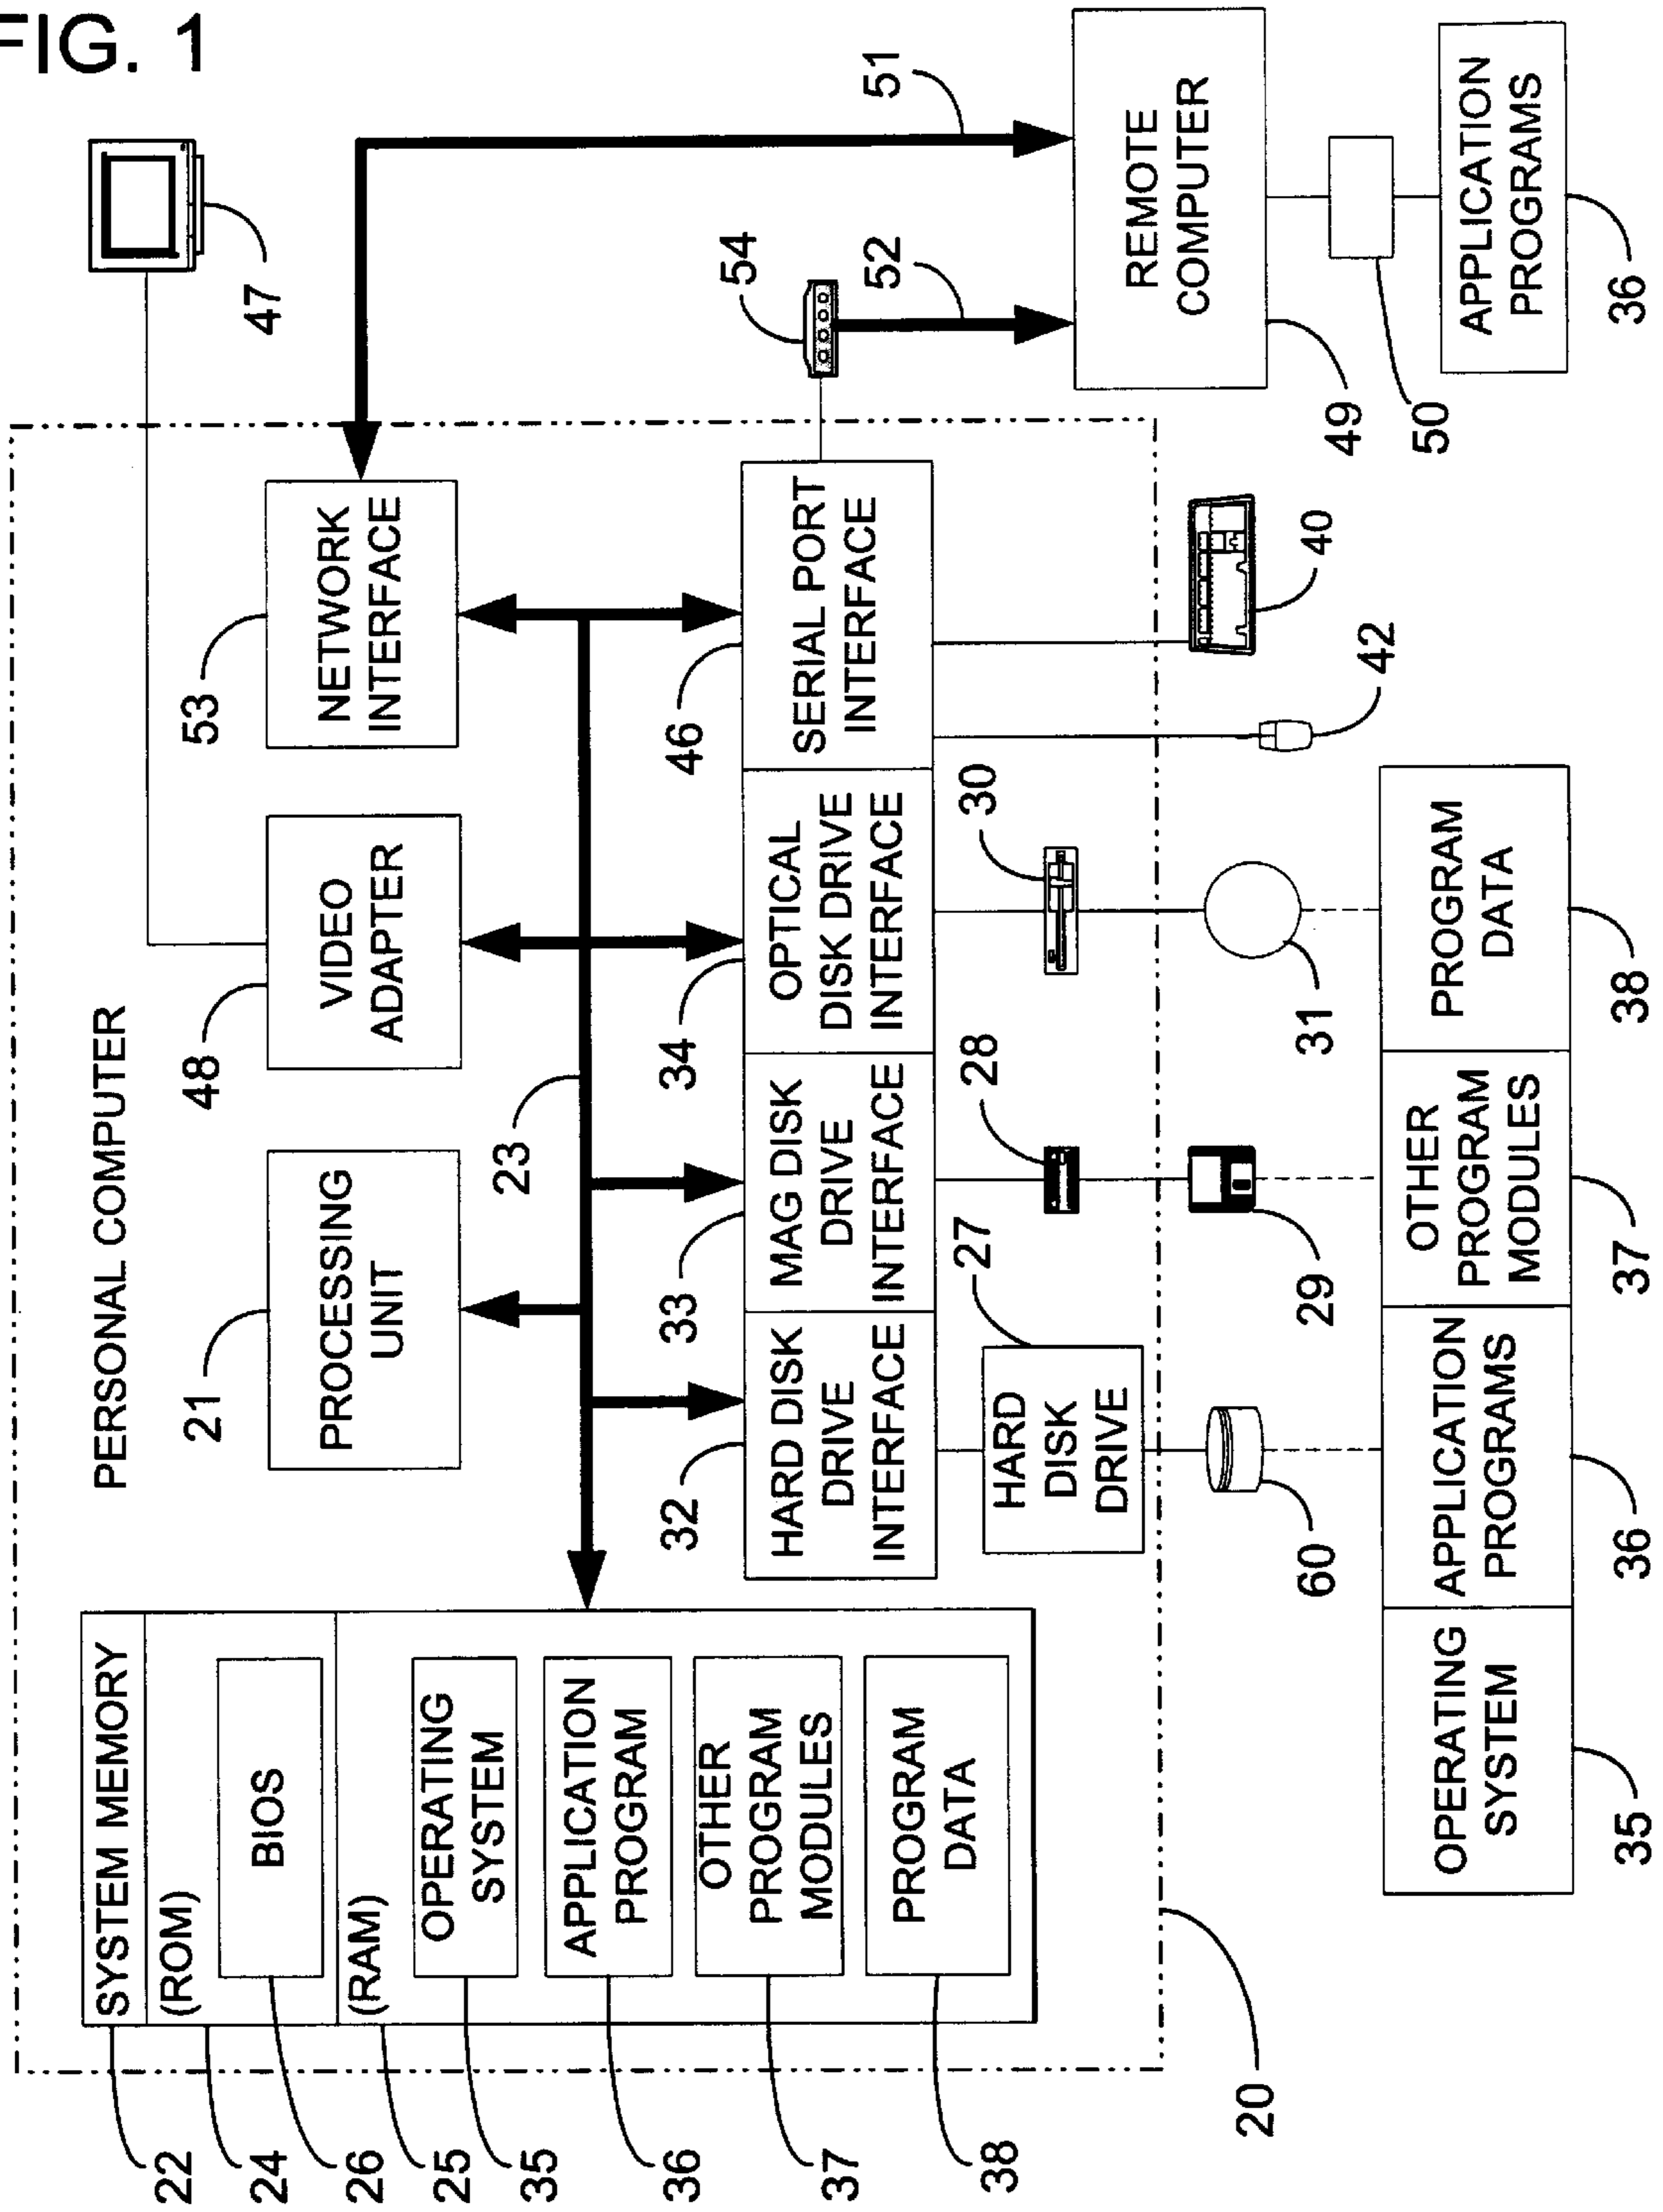 FIG. 1
PERSONAL COMPUTER
22
SYSTEM MEMORY
24
(ROM)
26
BIOS
25
(RAM)
35
OPERATING
SYSTEM
36
APPLICATION
PROGRAM
37
OTHER
PROGRAM
MODULES
38
PROGRAM
DATA
20
21
PROCESSING
UNIT
48
VIDEO
ADAPTER
53
NETWORK
INTERFACE
47
23
32
HARD DISK
DRIVE
INTERFACE
33
MAG DISK
DRIVE
INTERFACE
34
OPTICAL
DISK DRIVE
INTERFACE
46
SERIAL PORT
INTERFACE
54
52
51
27
HARD
DISK
DRIVE
28
30
60
29
31
42
40
REMOTE
COMPUTER
49
50
APPLICATION
PROGRAMS
36
OPERATING
SYSTEM
35
APPLICATION
PROGRAMS
36
OTHER
PROGRAM
MODULES
37
PROGRAM
DATA
38